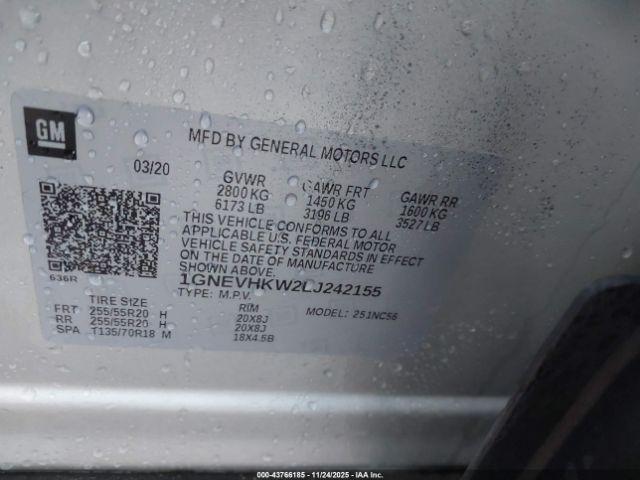 GM
MFD BY GENERAL MOTORS LLC
03/20
GVWR GAWR FRT GAWR RR
2800 KG 1450 KG 1600 KG
6173 LB 3196 LB 3527 LB
THIS VEHICLE CONFORMS TO ALL
APPLICABLE U.S. FEDERAL MOTOR
VEHICLE SAFETY STANDARDS IN EFFECT
ON THE DATE OF MANUFACTURE
SHOWN ABOVE.
636R
1GNEVHKW2LJ242155
TYPE: M.P.V. MODEL: 251NC56
TIRE SIZE RIM
FRT 255/55R20 H 20X8J
RR 255/55R20 H 20X8J
SPA T135/70R18 M 18X4.5B
000-43766185 - 11/24/2025 - IAA Inc.